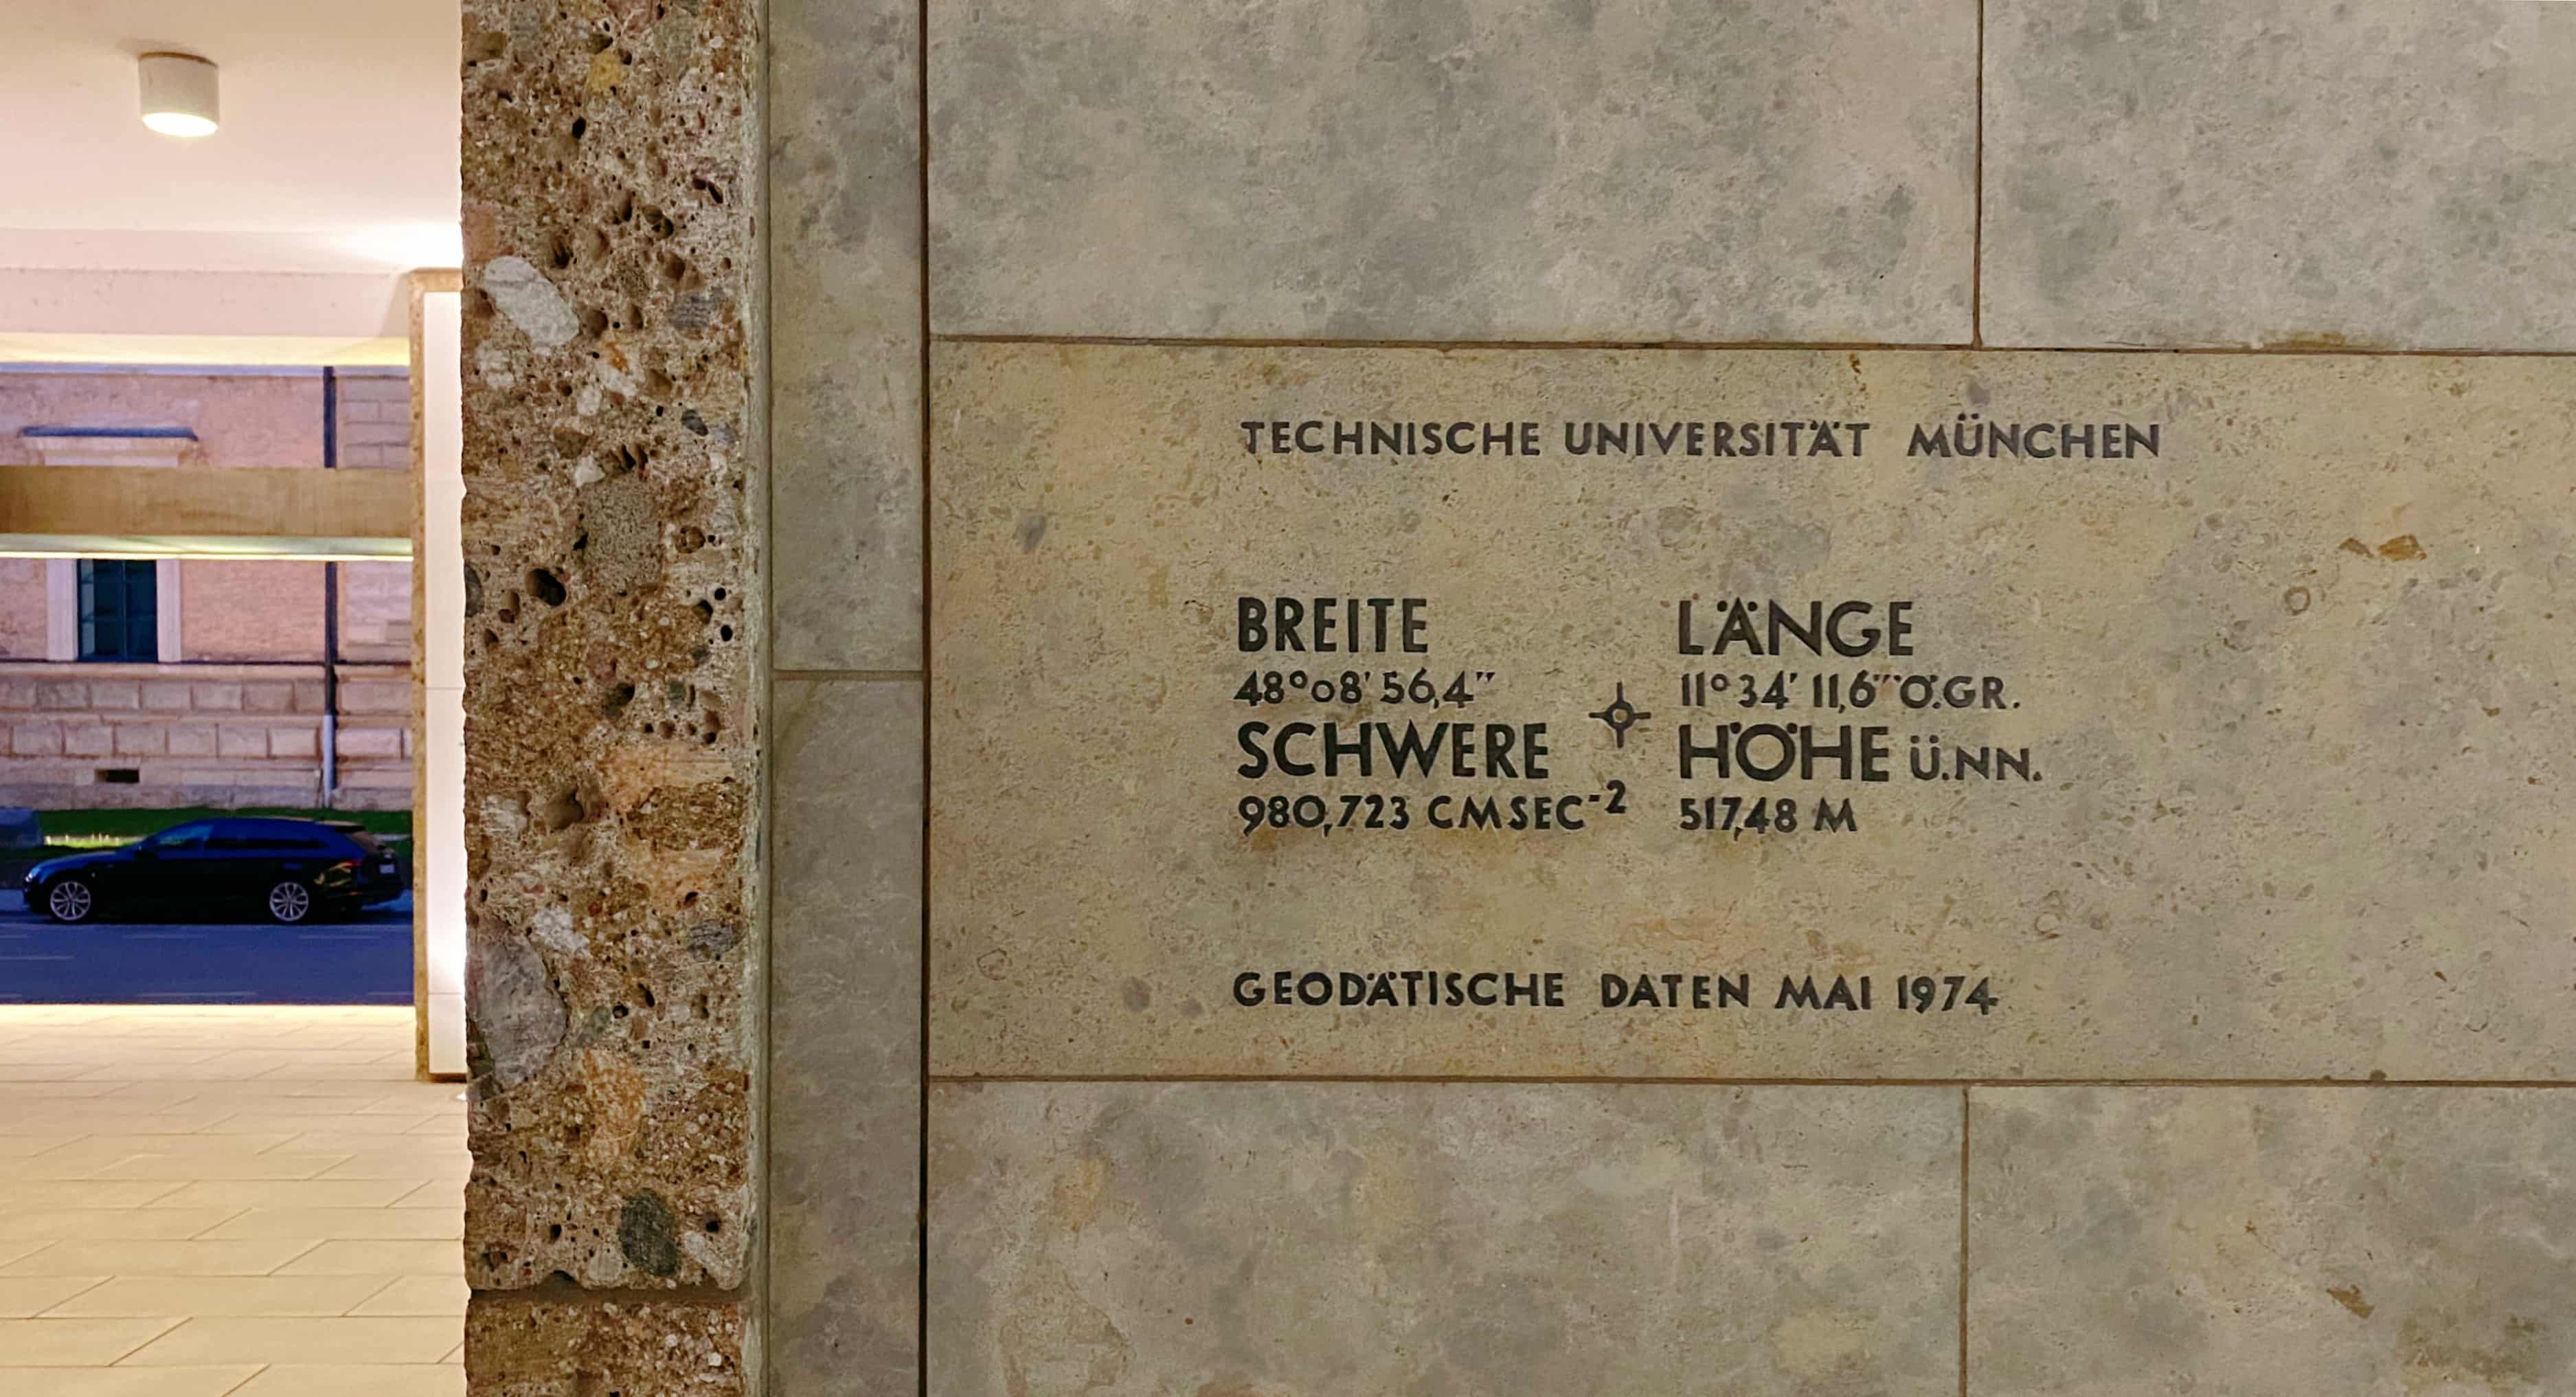 TECHNISCHE UNIVERSITÄT MÜNCHEN
BREITE
48°08' 56,4"
SCHWERE
980,723 CMSEC⁻²
LÄNGE
11° 34' 11,6" Ö.GR.
HÖHE Ü.NN.
517,48 M
GEODÄTISCHE DATEN MAI 1974